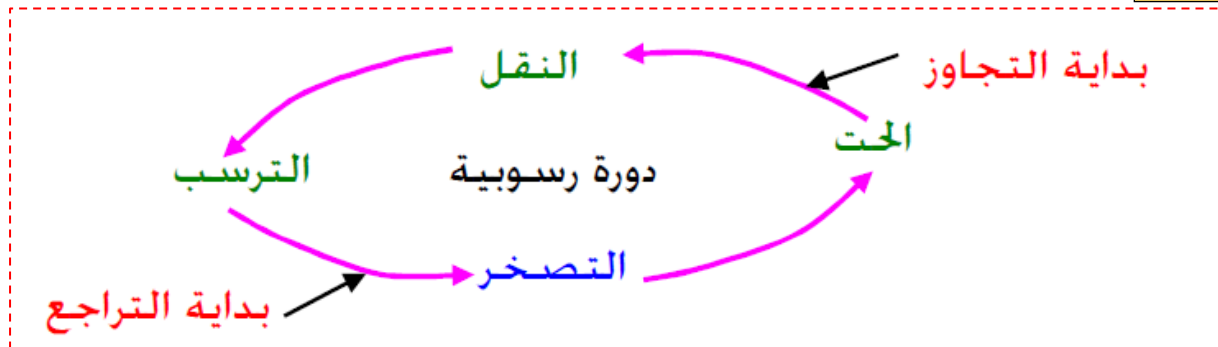 النقل
بداية التجاوز
الحت
الترسب
دورة رسوبية
التصخر
بداية التراجع